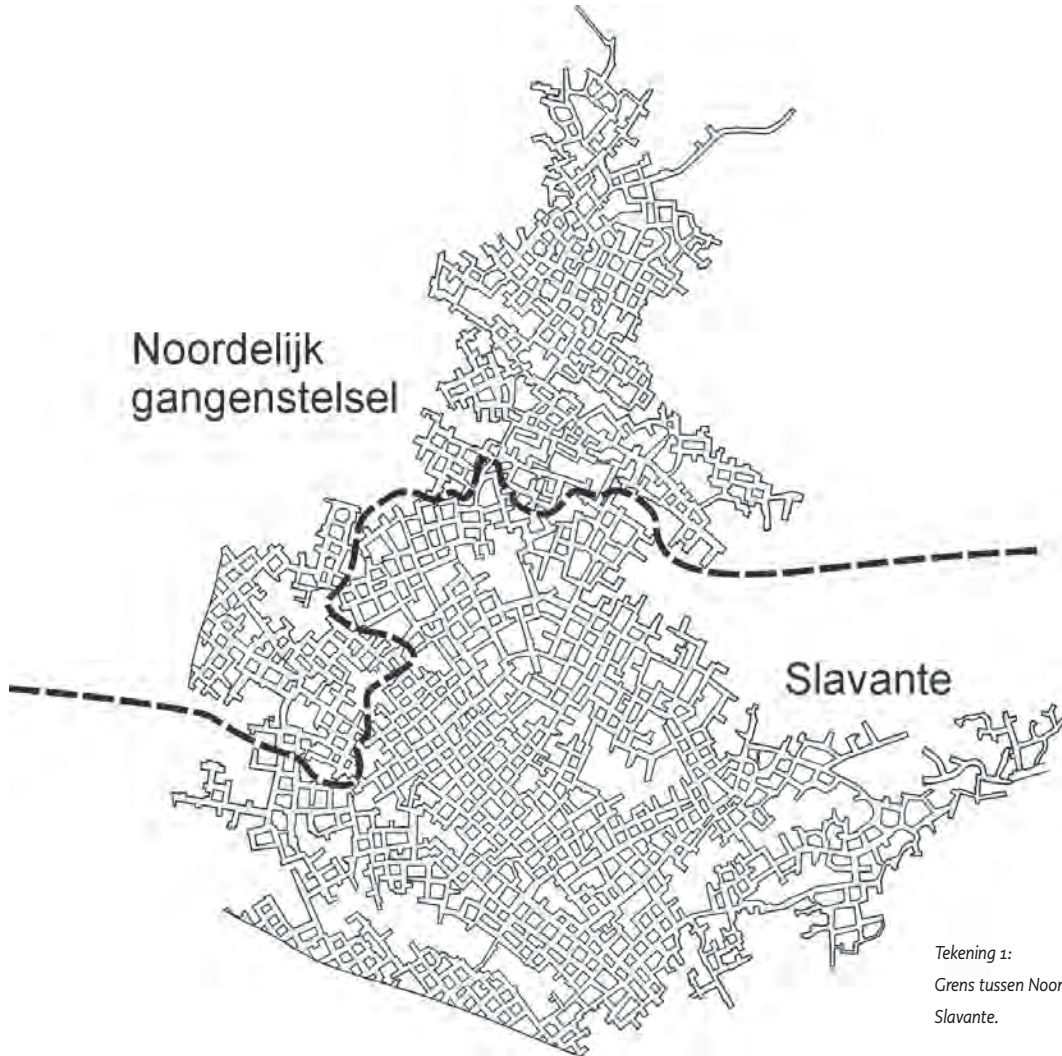 Noordelijk
gangenstelsel
Slavante
Tekening 1:
Grens tussen Noor
Slavante.